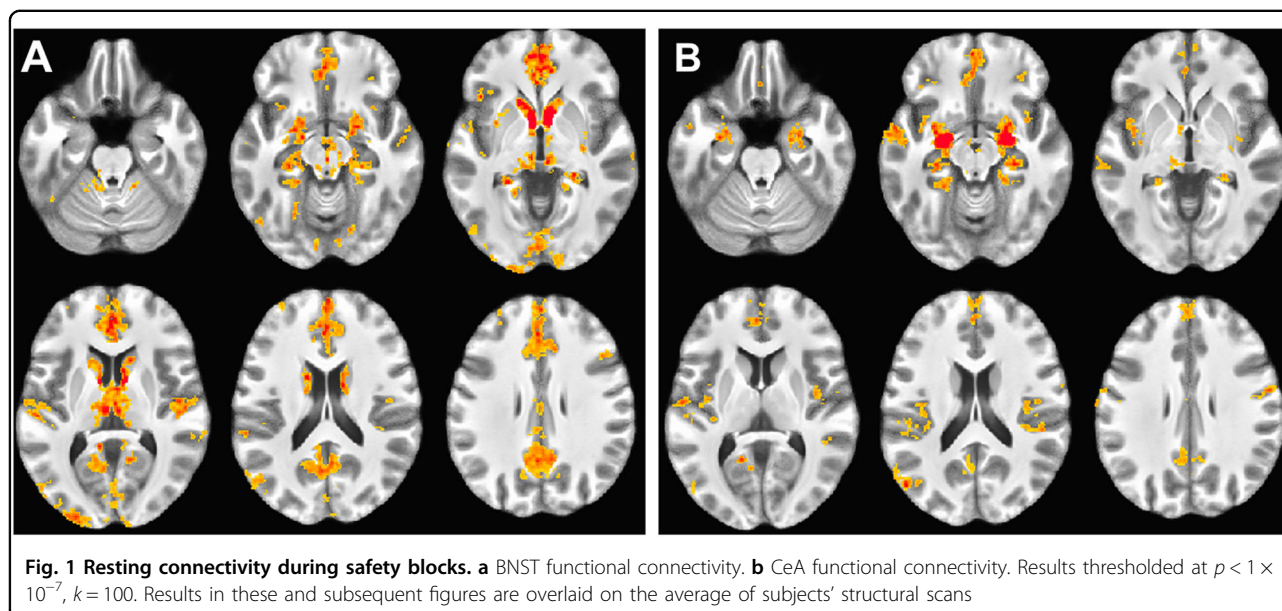 A
B
Fig. 1 Resting connectivity during safety blocks. a BNST functional connectivity. b CeA functional connectivity. Results thresholded at p < 1 ×
10⁻⁷, k = 100. Results in these and subsequent figures are overlaid on the average of subjects' structural scans